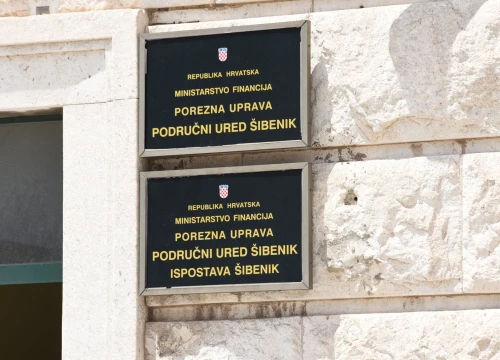 REPUBLIKA HRVATSKA
MINISTARSTVO FINANCIJA
POREZNA UPRAVA
PODRUČNI URED ŠIBENIK
REPUBLIKA HRVATSKA
MINISTARSTVO FINANCIJA
POREZNA UPRAVA
PODRUČNI URED ŠIBENIK
ISPOSTAVA ŠIBENIK